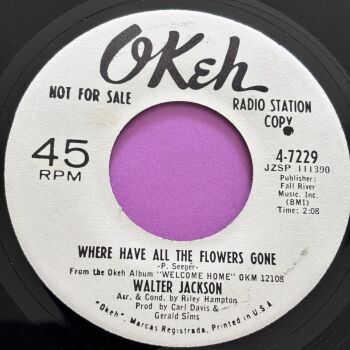 OKeh
NOT FOR SALE
RADIO STATION
COPY
45
RPM
4-7229
JZSP 111390
Publisher:
Fall River
Music, Inc.
(BMI)
Time: 2:08
WHERE HAVE ALL THE FLOWERS GONE
-P. Seeger-
From the Okeh Album "WELCOME HOME" OKM 12108
WALTER JACKSON
Arr. & Cond. by Riley Hampton
Prod by Carl Davis &
Gerald Sims
"Okeh", Marcas Registrada. Printed in U.S.A